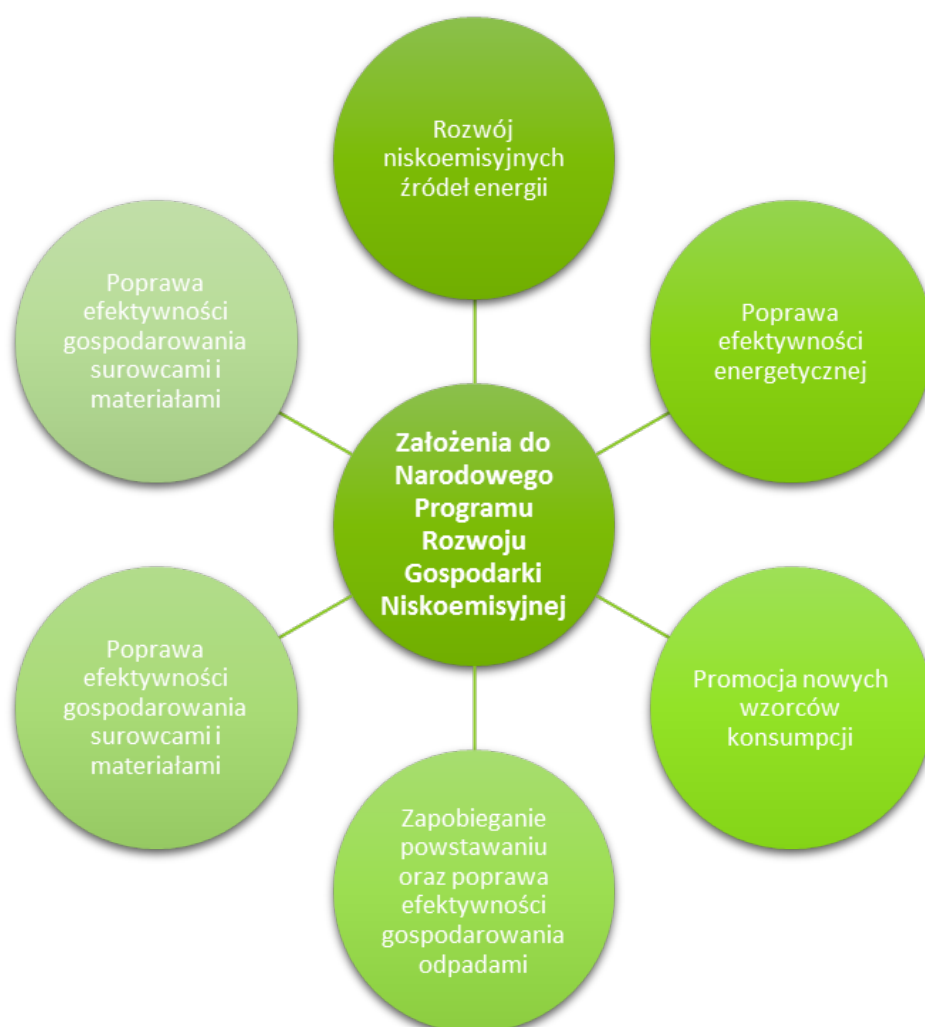 Rozwój
niskoemisyjnych
źródeł energii
Poprawa
efektywności
energetycznej
Promocja nowych
wzorców
konsumpcji
Zapobieganie
powstawaniu
oraz poprawa
efektywności
gospodarowania
odpadami
Poprawa
efektywności
gospodarowania
surowcami i
materiałami
Poprawa
efektywności
gospodarowania
surowcami i
materiałami
Założenia do
Narodowego
Programu
Rozwoju
Gospodarki
Niskoemisyjnej